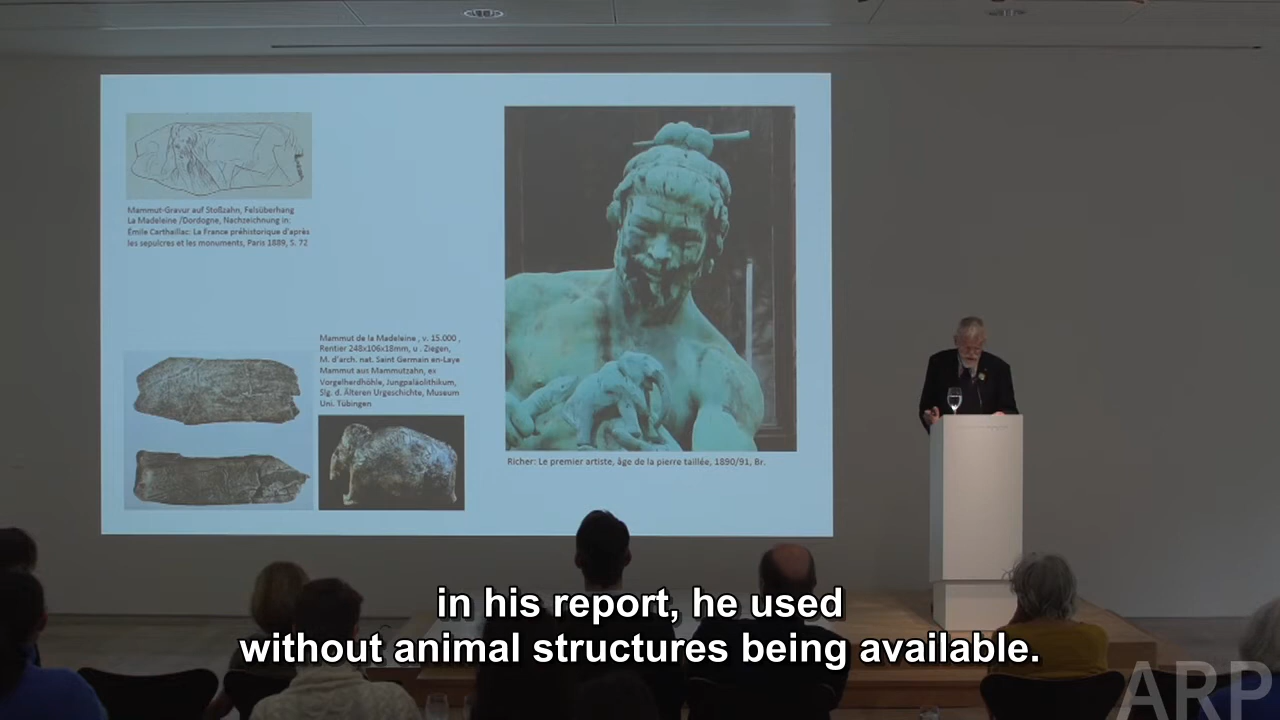 Mammut-Gravur auf Stoßzahn, Felsüberhang
La Madeleine /Dordogne, Nachzeichnung in:
Émile Carthaillac: La France préhistorique d'après
les sepulcres et les monuments, Paris 1889, S. 72
Mammut de la Madeleine , v. 15.000 ,
Rentier 248x106x18mm, u . Ziegen,
M. d'arch. nat. Saint Germain en-Laye
Mammut aus Mammutzahn, ex
Vorgelherdhöhle, Jungpaläolithikum,
Slg. d. Älteren Urgeschichte, Museum
Uni. Tübingen
Richer: Le premier artiste, âge de la pierre taillée, 1890/91, Br.
in his report, he used
without animal structures being available.
ARP